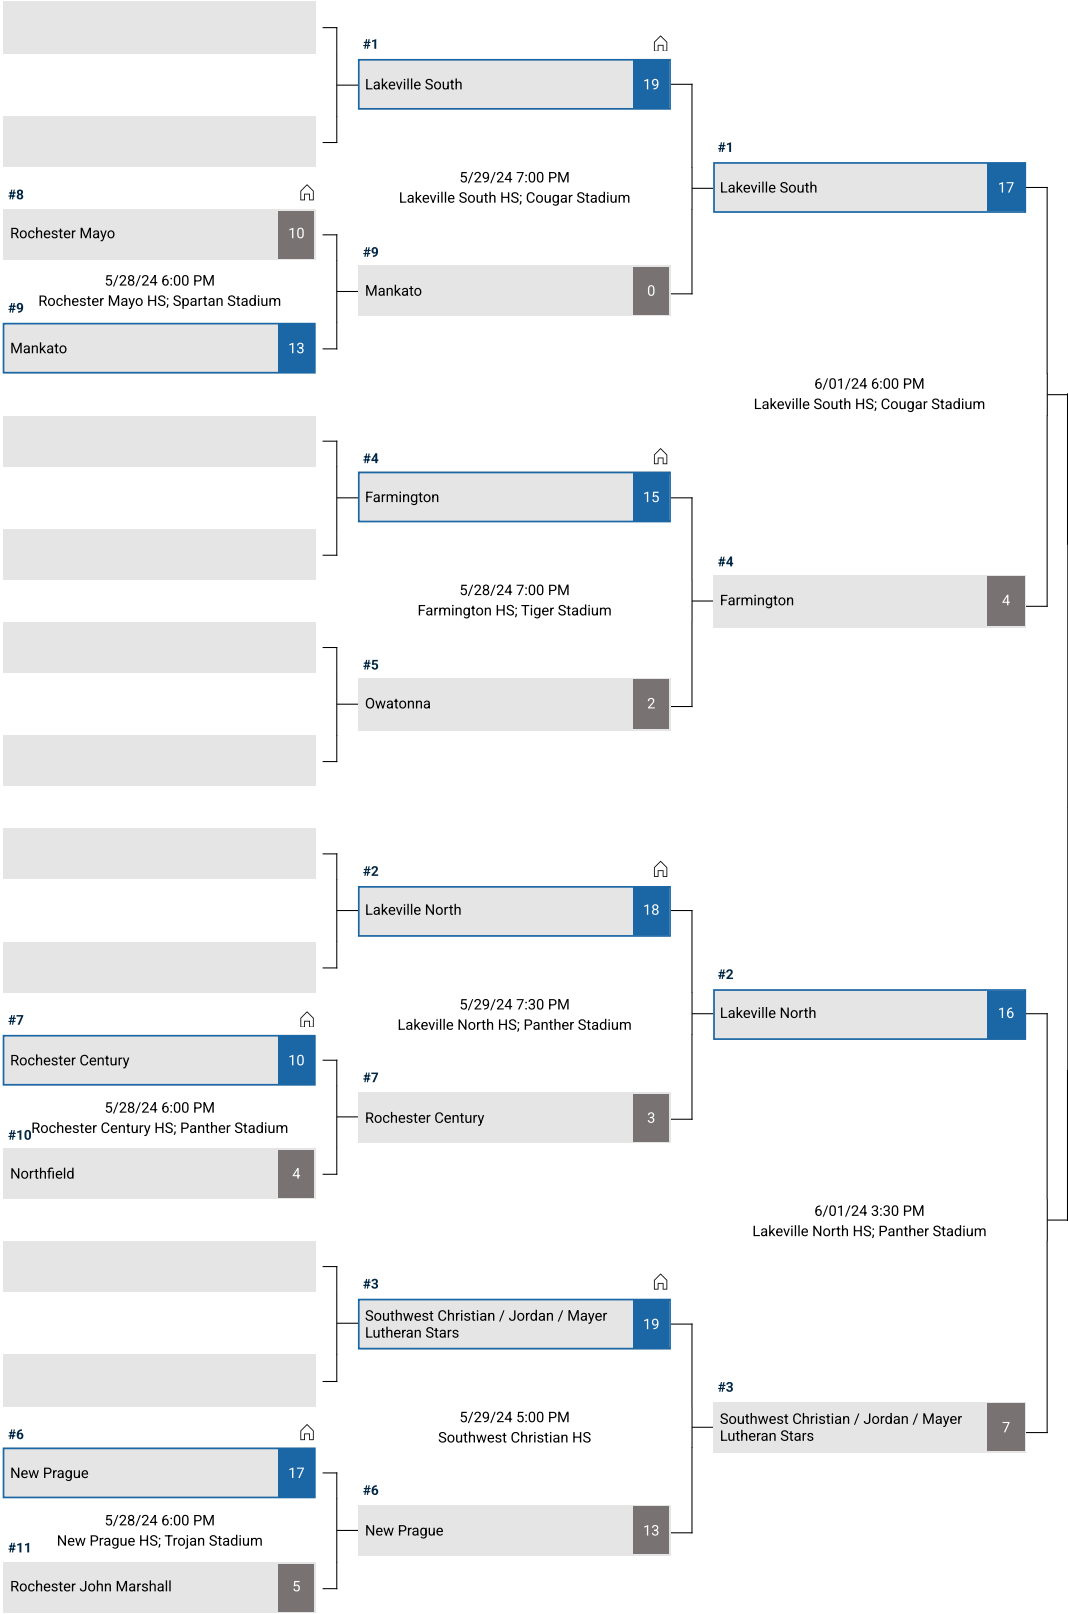 #1
Lakeville South
19
5/29/24 7:00 PM
Lakeville South HS; Cougar Stadium
#1
Lakeville South
17
#8
Rochester Mayo
10
5/28/24 6:00 PM
Rochester Mayo HS; Spartan Stadium
#9
Mankato
13
#9
Mankato
0
6/01/24 6:00 PM
Lakeville South HS; Cougar Stadium
#4
Farmington
15
5/28/24 7:00 PM
Farmington HS; Tiger Stadium
#4
Farmington
4
#5
Owatonna
2
#2
Lakeville North
18
5/29/24 7:30 PM
Lakeville North HS; Panther Stadium
#2
Lakeville North
16
#7
Rochester Century
10
5/28/24 6:00 PM
Rochester Century HS; Panther Stadium
#10
Northfield
4
#7
Rochester Century
3
6/01/24 3:30 PM
Lakeville North HS; Panther Stadium
#3
Southwest Christian / Jordan / Mayer
Lutheran Stars
19
5/29/24 5:00 PM
Southwest Christian HS
#3
Southwest Christian / Jordan / Mayer
Lutheran Stars
7
#6
New Prague
17
5/28/24 6:00 PM
New Prague HS; Trojan Stadium
#11
Rochester John Marshall
5
#6
New Prague
13